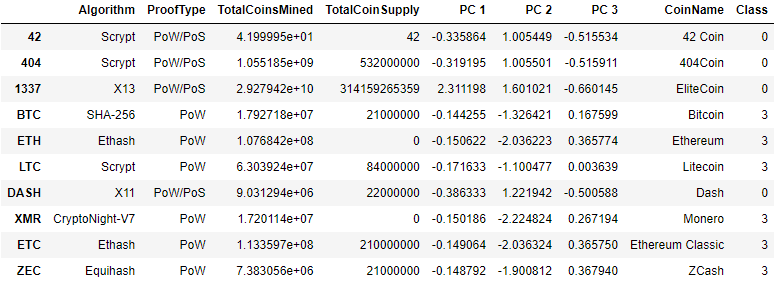 Algorithm ProofType TotalCoinsMined TotalCoinSupply PC 1 PC 2 PC 3 CoinName Class
42 Scrypt PoW/PoS 4.199995e+01 42 -0.335864 1.005449 -0.515534 42 Coin 0
404 Scrypt PoW/PoS 1.055185e+09 532000000 -0.319195 1.005501 -0.515911 404Coin 0
1337 X13 PoW/PoS 2.927942e+10 314159265359 2.311198 1.601021 -0.660145 EliteCoin 0
BTC SHA-256 PoW 1.792718e+07 21000000 -0.144255 -1.326421 0.167599 Bitcoin 3
ETH Ethash PoW 1.076842e+08 0 -0.150622 -2.036223 0.365774 Ethereum 3
LTC Scrypt PoW 6.303924e+07 84000000 -0.171633 -1.100477 0.003639 Litecoin 3
DASH X11 PoW/PoS 9.031294e+06 22000000 -0.386333 1.221942 -0.500588 Dash 0
XMR CryptoNight-V7 PoW 1.720114e+07 0 -0.150186 -2.224824 0.267194 Monero 3
ETC Ethash PoW 1.133597e+08 210000000 -0.149064 -2.036324 0.365750 Ethereum Classic 3
ZEC Equihash PoW 7.383056e+06 21000000 -0.148792 -1.900812 0.367940 ZCash 3